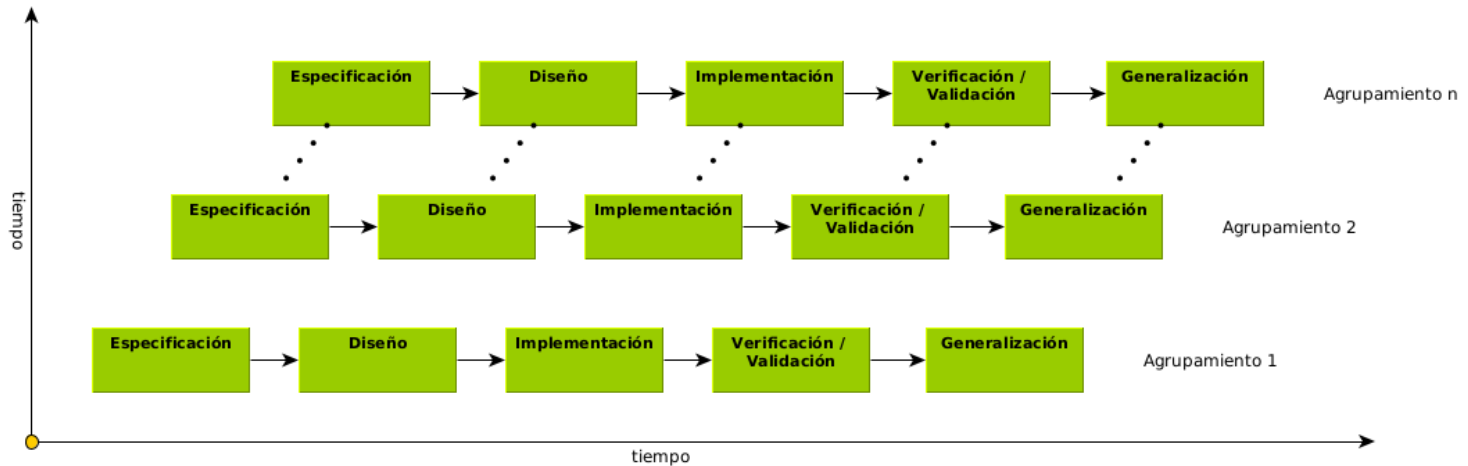 Especificación
Diseño
Implementación
Verificación /
Validación
Generalización
Agrupamiento n
Especificación
Diseño
Implementación
Verificación /
Validación
Generalización
Agrupamiento 2
Especificación
Diseño
Implementación
Verificación /
Validación
Generalización
Agrupamiento 1
tiempo
tiempo